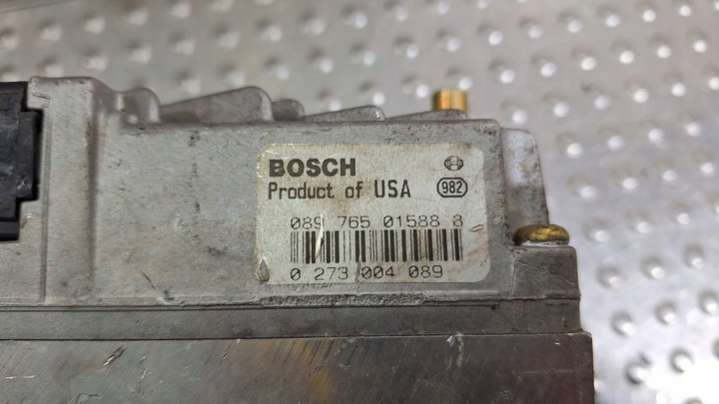 BOSCH
Product of USA 982
089 765 01588 8
0 273 004 089